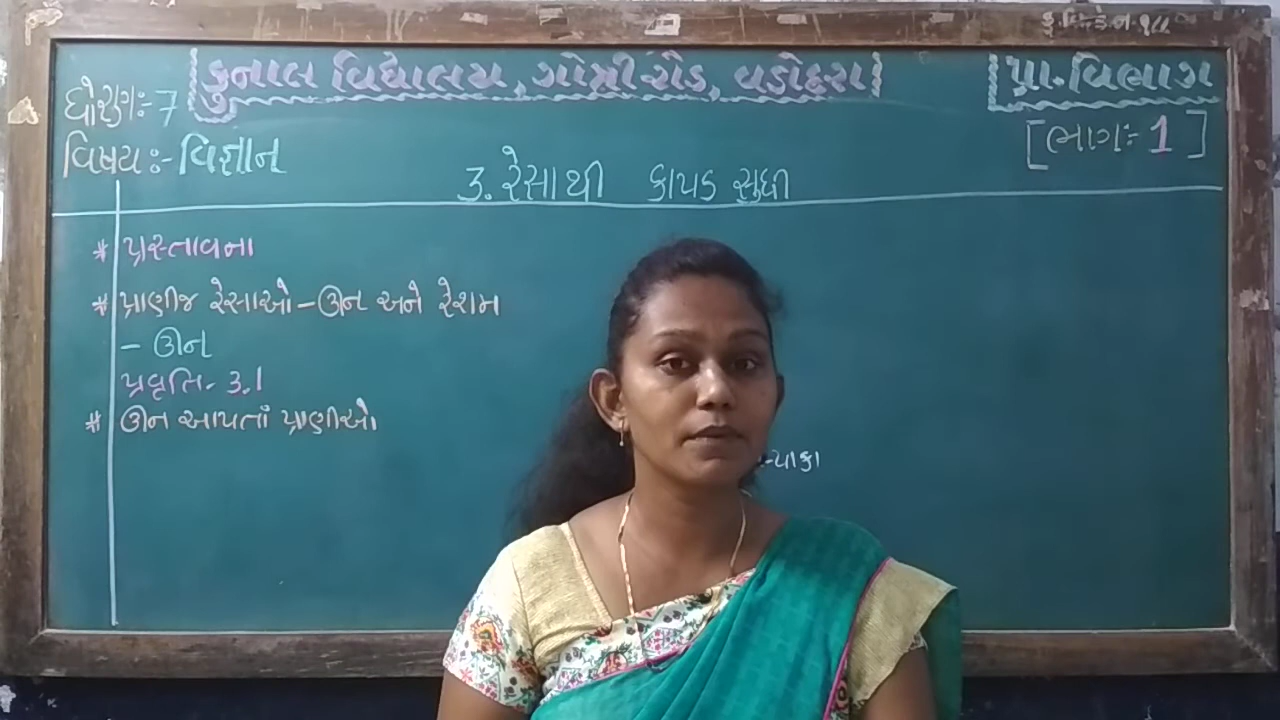 કુનાલ વિદ્યાલય, ગોત્રી રોડ, વડોદરા
પ્રા. વિભાગ
ધોરણઃ- 7
[ભાગઃ- 1]
વિષયઃ- વિજ્ઞાન
3. રેસાથી કાપડ સુધી
* પ્રસ્તાવના
* પ્રાણીજ રેસાઓ - ઊન અને રેશમ
- ઊન
પ્રવૃતિ- 3.1
* ઊન આપતાં પ્રાણીઓ